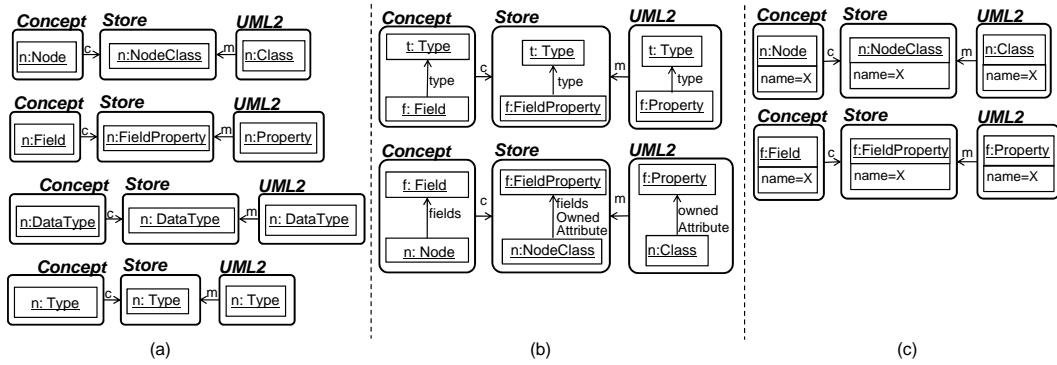 Concept Store UML2
n:Node c n:NodeClass m n:Class
Concept Store UML2
n:Field c n:FieldProperty m n:Property
Concept Store UML2
n:DataType c n: DataType m n: DataType
Concept Store UML2
n: Type c n: Type m n: Type
(a)
Concept Store UML2
t: Type t: Type t: Type
type type type
c m
f: Field f:FieldProperty f:Property
Concept Store UML2
f: Field f:FieldProperty f:Property
fields fields owned
Owned Attribute
Attribute
c m
n: Node n:NodeClass n:Class
(b)
Concept Store UML2
n:Node c n:NodeClass m n:Class
name=X name=X name=X
Concept Store UML2
f:Field c f:FieldProperty m f:Property
name=X name=X name=X
(c)